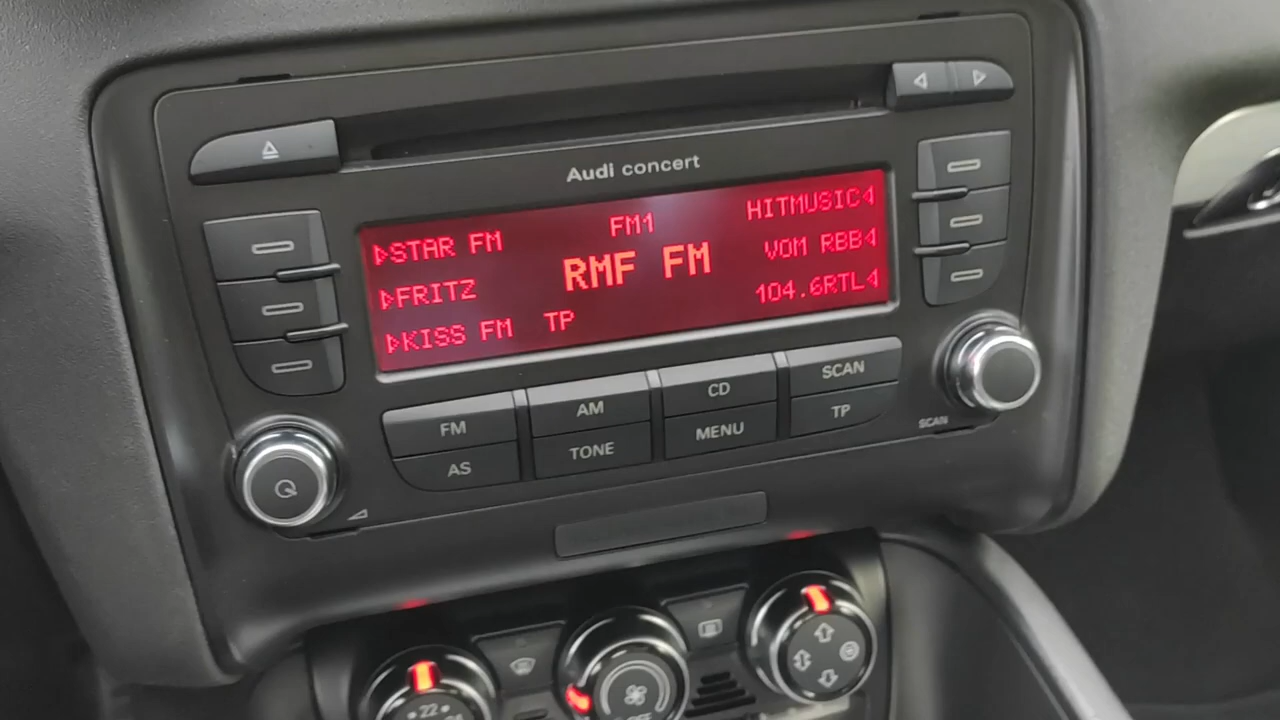 Audi concert
STAR FM
FM1
HITMUSIC
FRITZ
RMF FM
VOM RBB
KISS FM
TP
104.6RTL
FM
AM
CD
SCAN
AS
TONE
MENU
TP
SCAN
22